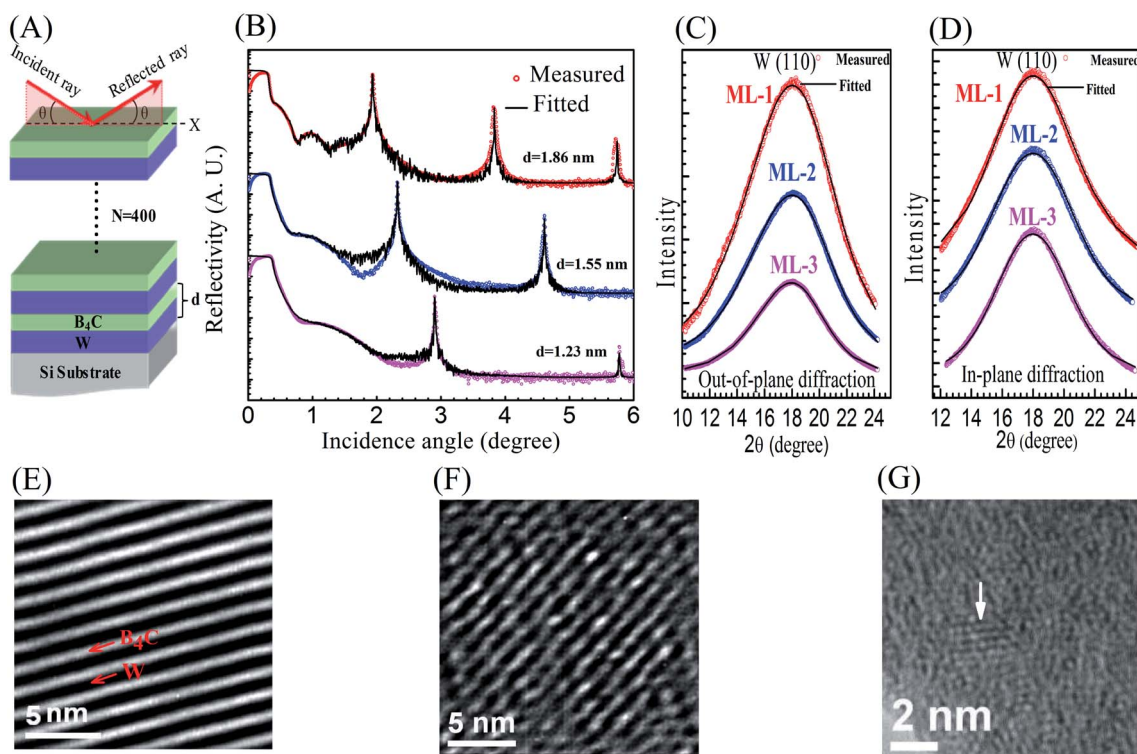 (A)
Incident ray
Reflected ray
θ
θ
X
N=400
d
B₄C
W
Si Substrate
(B)
Reflectivity (A. U.)
Measured
Fitted
d=1.86 nm
d=1.55 nm
d=1.23 nm
0 1 2 3 4 5 6
Incidence angle (degree)
(C)
W (110)
Measured
Fitted
ML-1
ML-2
ML-3
Intensity
Out-of-plane diffraction
10 12 14 16 18 20 22 24
2θ (degree)
(D)
W (110)
Measured
Fitted
ML-1
ML-2
ML-3
Intensity
In-plane diffraction
12 14 16 18 20 22 24
2θ (degree)
(E)
B₄C
W
5 nm
(F)
5 nm
(G)
2 nm